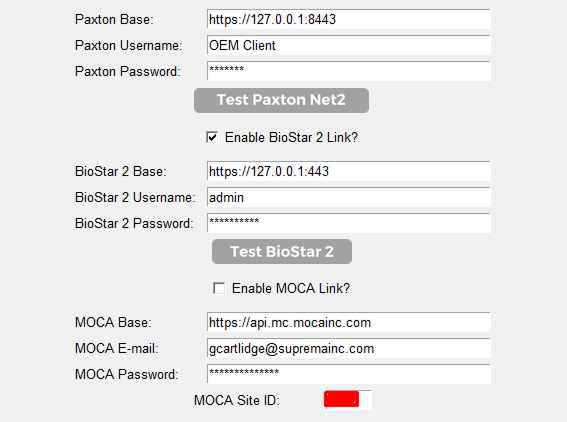 Paxton Base: https://127.0.0.1:8443
Paxton Username: OEM Client
Paxton Password: *******
Test Paxton Net2
Enable BioStar 2 Link?
BioStar 2 Base: https://127.0.0.1:443
BioStar 2 Username: admin
BioStar 2 Password: **********
Test BioStar 2
Enable MOCA Link?
MOCA Base: https://api.mc.mocainc.com
MOCA E-mail: gcartlidge@supremainc.com
MOCA Password: **************
MOCA Site ID: